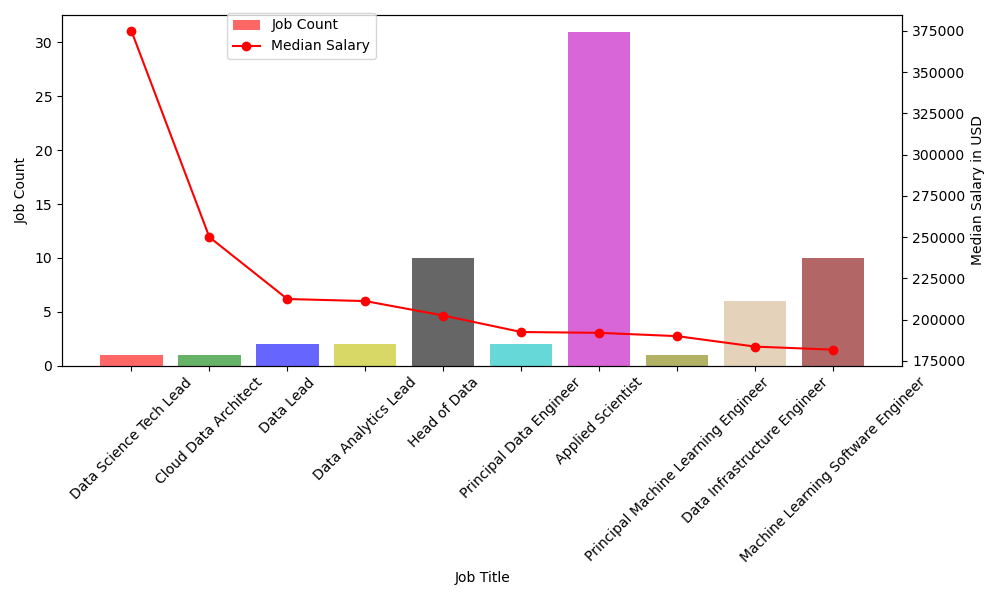 Job Count
Median Salary
Job Count
30
25
20
15
10
5
0
375000
350000
325000
300000
275000
250000
225000
200000
175000
Median Salary in USD
Data Science Tech Lead
Cloud Data Architect
Data Lead
Data Analytics Lead
Head of Data
Principal Data Engineer
Applied Scientist
Principal Machine Learning Engineer
Data Infrastructure Engineer
Machine Learning Software Engineer
Job Title